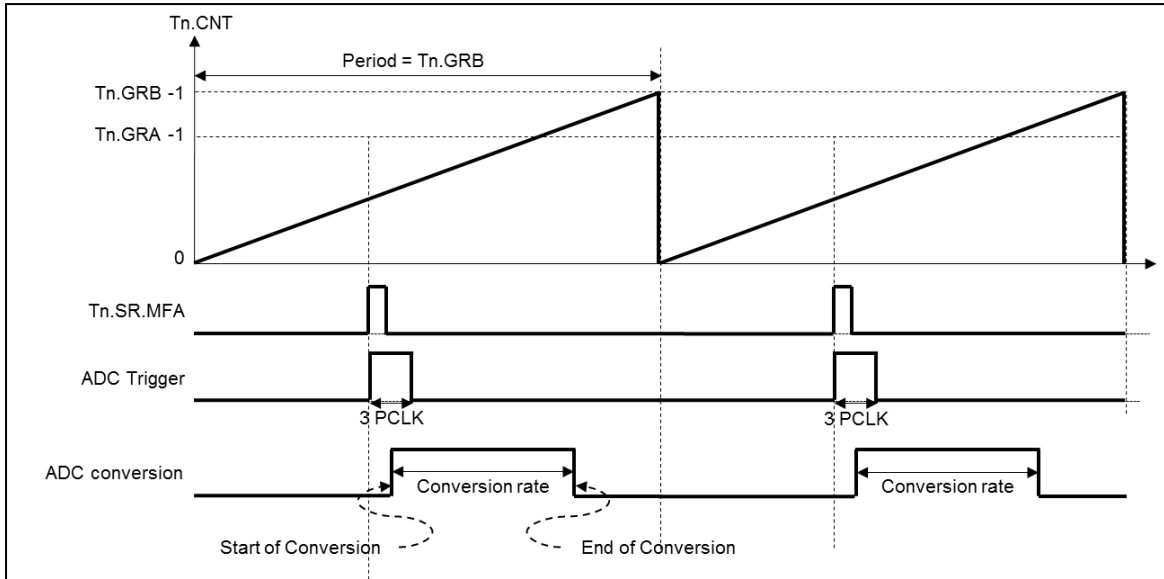 Tn.CNT
Period = Tn.GRB
Tn.GRB -1
Tn.GRA -1
0
Tn.SR.MFA
ADC Trigger
3 PCLK
3 PCLK
ADC conversion
Conversion rate
Conversion rate
Start of Conversion
End of Conversion